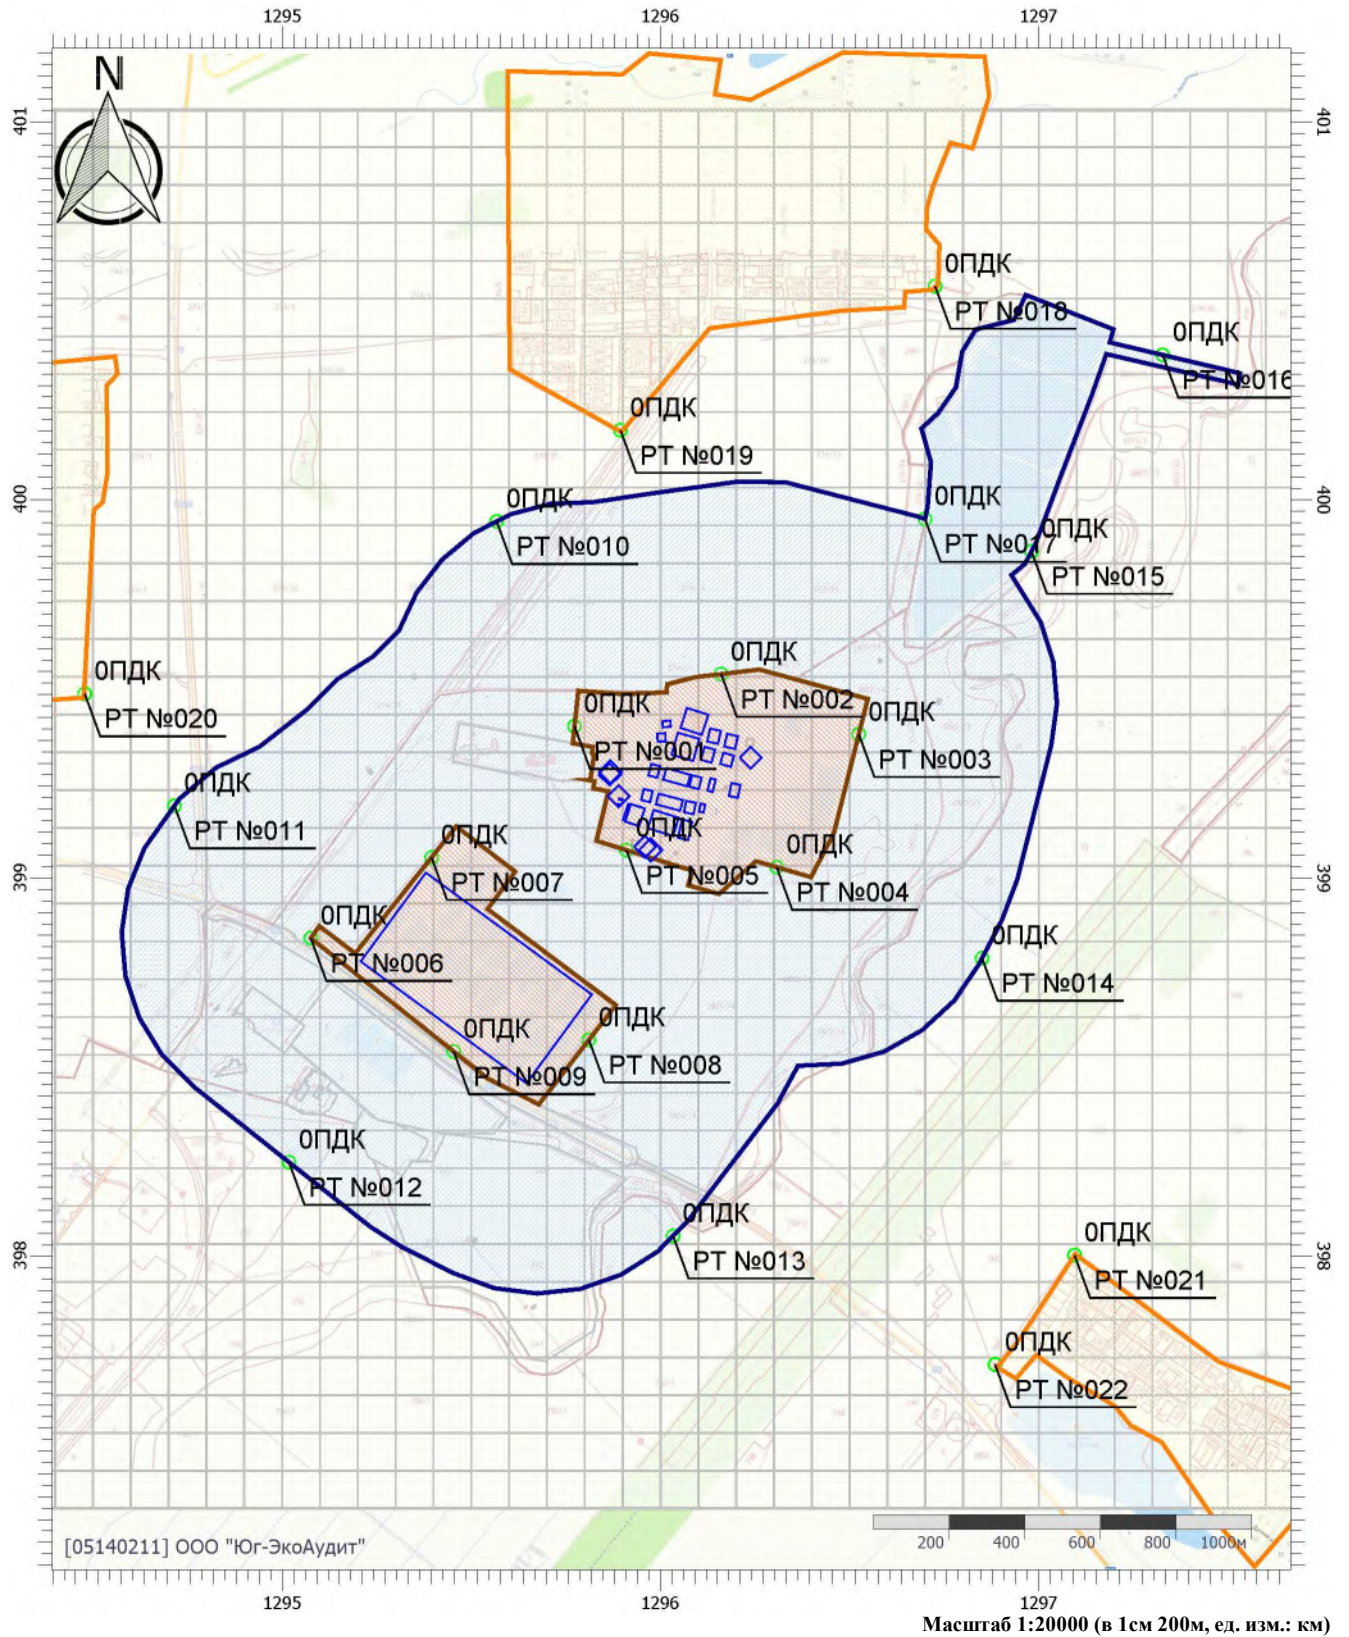 1295
1296
1297
N
401
401
0ПДК
РТ №018
0ПДК
РТ №016
0ПДК
РТ №019
400
400
0ПДК
РТ №010
0ПДК
РТ №017
0ПДК
РТ №015
0ПДК
РТ №020
0ПДК
РТ №002
0ПДК
РТ №001
0ПДК
РТ №003
0ПДК
РТ №011
0ПДК
РТ №005
0ПДК
РТ №004
0ПДК
РТ №007
399
399
0ПДК
РТ №006
0ПДК
РТ №014
0ПДК
РТ №008
0ПДК
РТ №009
0ПДК
РТ №012
0ПДК
РТ №013
398
398
0ПДК
РТ №021
0ПДК
РТ №022
[05140211] ООО "Юг-ЭкоАудит"
200
400
600
800
1000м
1295
1296
1297
Масштаб 1:20000 (в 1см 200м, ед. изм.: км)